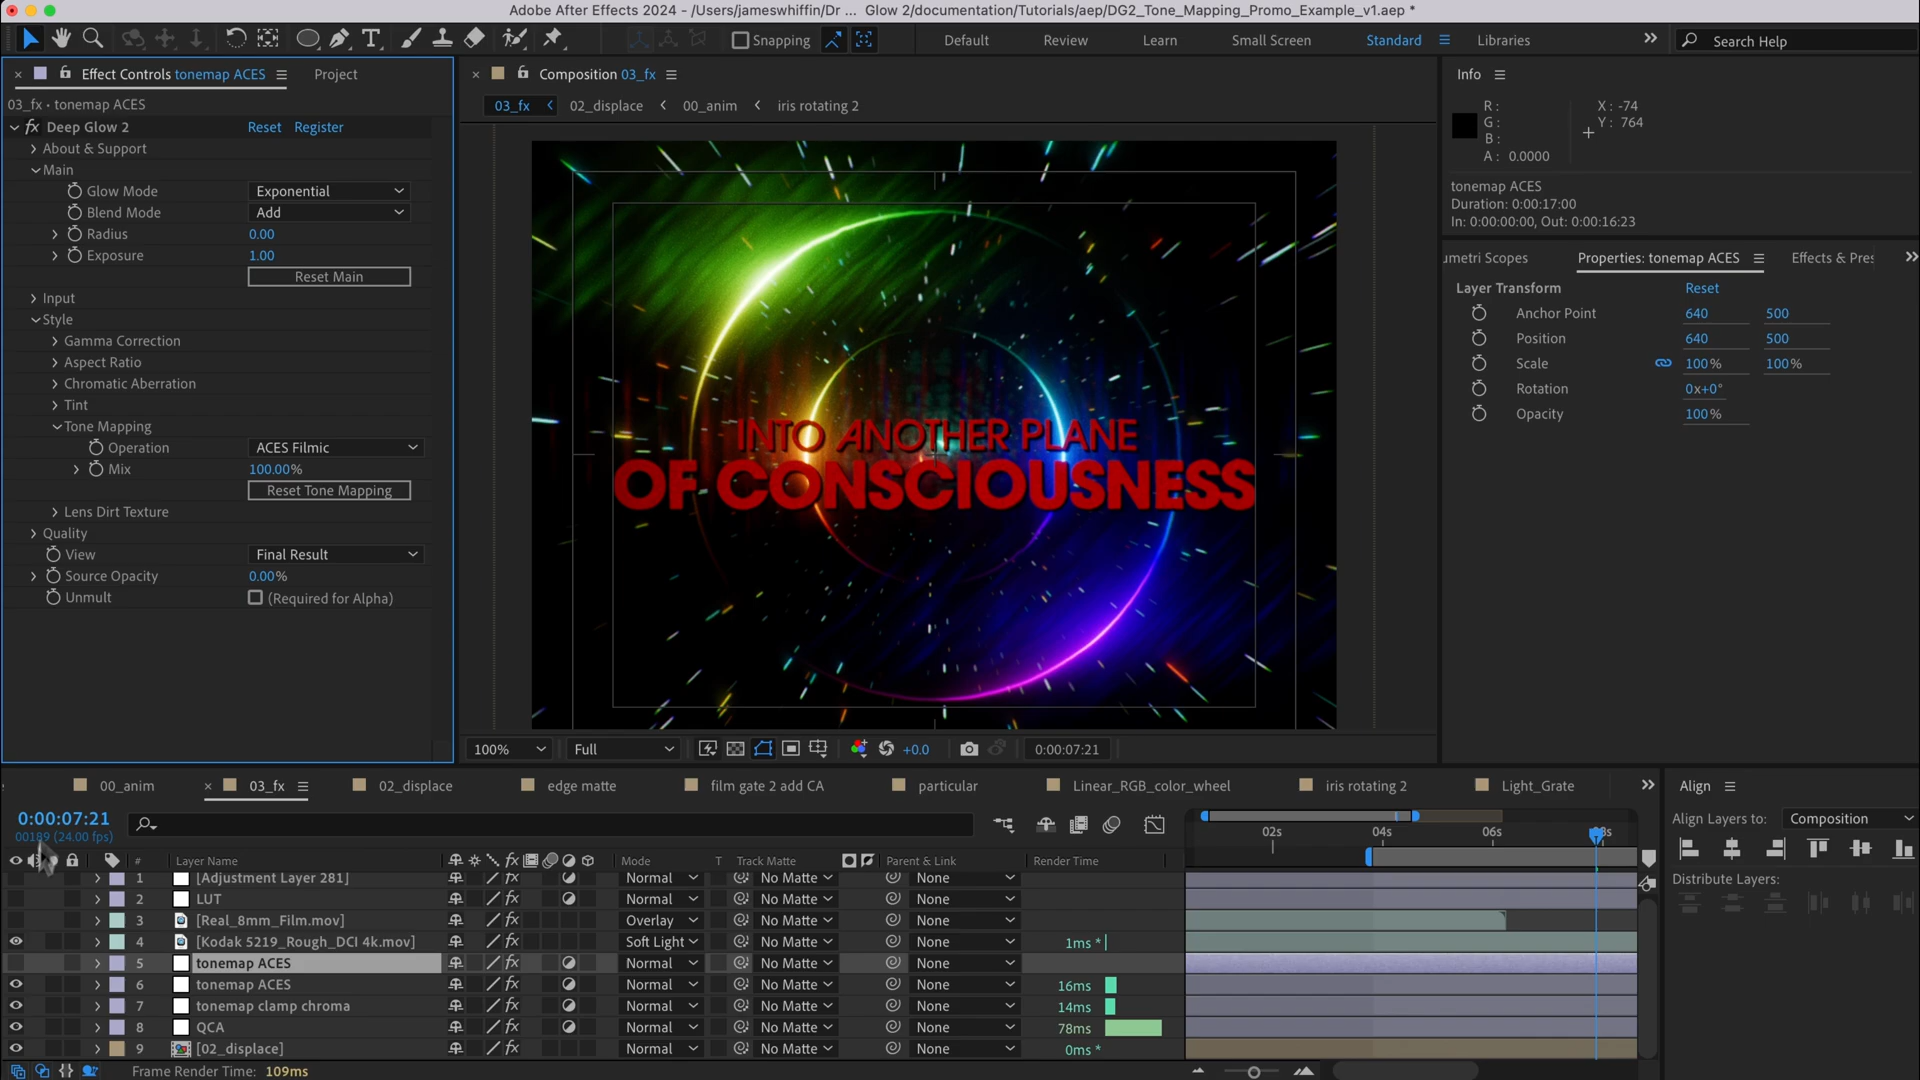 Adobe After Effects 2024 - /Users/jameswhiffin/Dr ... Glow 2/documentation/Tutorials/aep/DG2_Tone_Mapping_Promo_Example_v1.aep *
T Snapping Default Review Learn Small Screen Standard Libraries Search Help
Effect Controls tonemap ACES Project
03_fx • tonemap ACES
fx Deep Glow 2 Reset Register
About & Support
Main
Glow Mode Exponential
Blend Mode Add
Radius 0.00
Exposure 1.00
Reset Main
Input
Style
Gamma Correction
Aspect Ratio
Chromatic Aberration
Tint
Tone Mapping
Operation ACES Filmic
Mix 100.00%
Reset Tone Mapping
Lens Dirt Texture
Quality
View Final Result
Source Opacity 0.00%
Unmult (Required for Alpha)
Composition 03_fx
03_fx 02_displace 00_anim iris rotating 2
INTO ANOTHER PLANE
OF CONSCIOUSNESS
100% Full +0.0 0:00:07:21
Info
R: X: -74
G: Y: 764
B:
A: 0.0000
tonemap ACES
Duration: 0:00:17:00
In: 0:00:00:00, Out: 0:00:16:23
umetri Scopes Properties: tonemap ACES Effects & Pres
Layer Transform Reset
Anchor Point 640 500
Position 640 500
Scale 100% 100%
Rotation 0x+0°
Opacity 100%
00_anim 03_fx 02_displace edge matte film gate 2 add CA particular Linear_RGB_color_wheel iris rotating 2 Light_Grate
0:00:07:21
00189 (24.00 fps)
02s 04s 06s 08s
# Layer Name fx Mode T Track Matte Parent & Link Render Time
1 [Adjustment Layer 281] Normal No Matte None
2 LUT Normal No Matte None
3 [Real_8mm_Film.mov] Overlay No Matte None
4 [Kodak 5219_Rough_DCI 4k.mov] fx Soft Light No Matte None 1ms *
5 tonemap ACES fx Normal No Matte None
6 tonemap ACES fx Normal No Matte None 16ms
7 tonemap clamp chroma fx Normal No Matte None 14ms
8 QCA fx Normal No Matte None 78ms
9 [02_displace] fx Normal No Matte None 0ms *
Frame Render Time: 109ms
Align
Align Layers to: Composition
Distribute Layers: